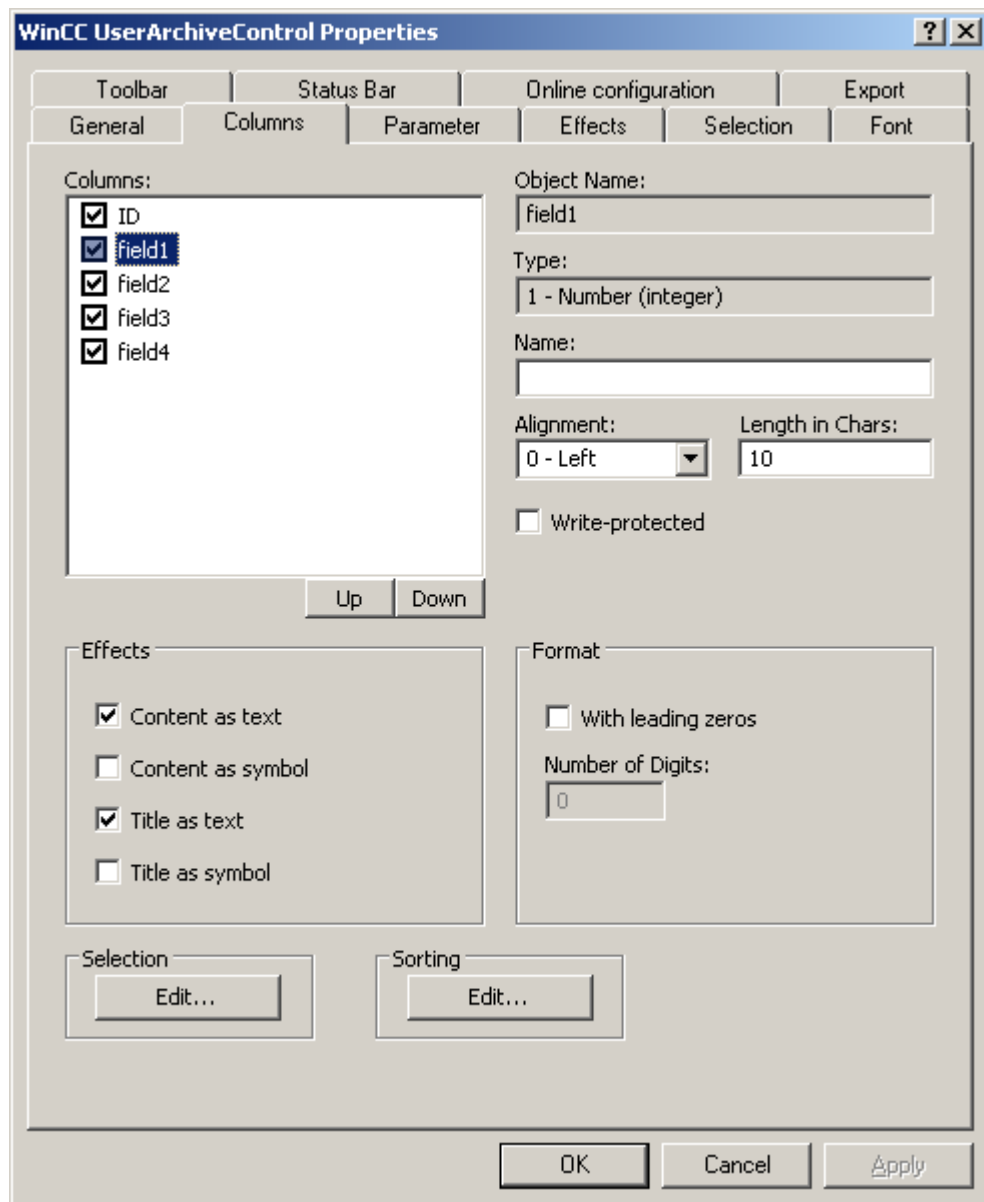 WinCC UserArchiveControl Properties
Toolbar
Status Bar
Online configuration
Export
General
Columns
Parameter
Effects
Selection
Font
Columns:
ID
field1
field2
field3
field4
Up
Down
Object Name:
field1
Type:
1 - Number (integer)
Name:
Alignment:
0 - Left
Length in Chars:
10
Write-protected
Effects
Content as text
Content as symbol
Title as text
Title as symbol
Format
With leading zeros
Number of Digits:
0
Selection
Edit...
Sorting
Edit...
OK
Cancel
Apply